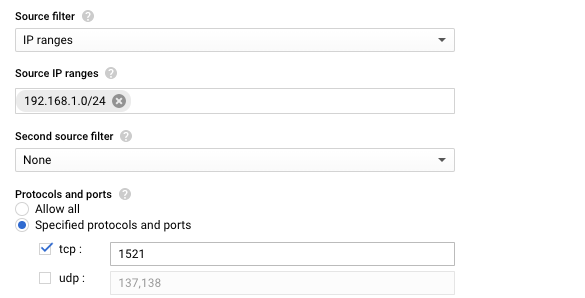 Source filter
IP ranges
Source IP ranges
192.168.1.0/24
Second source filter
None
Protocols and ports
Allow all
Specified protocols and ports
tcp : 1521
udp : 137,138